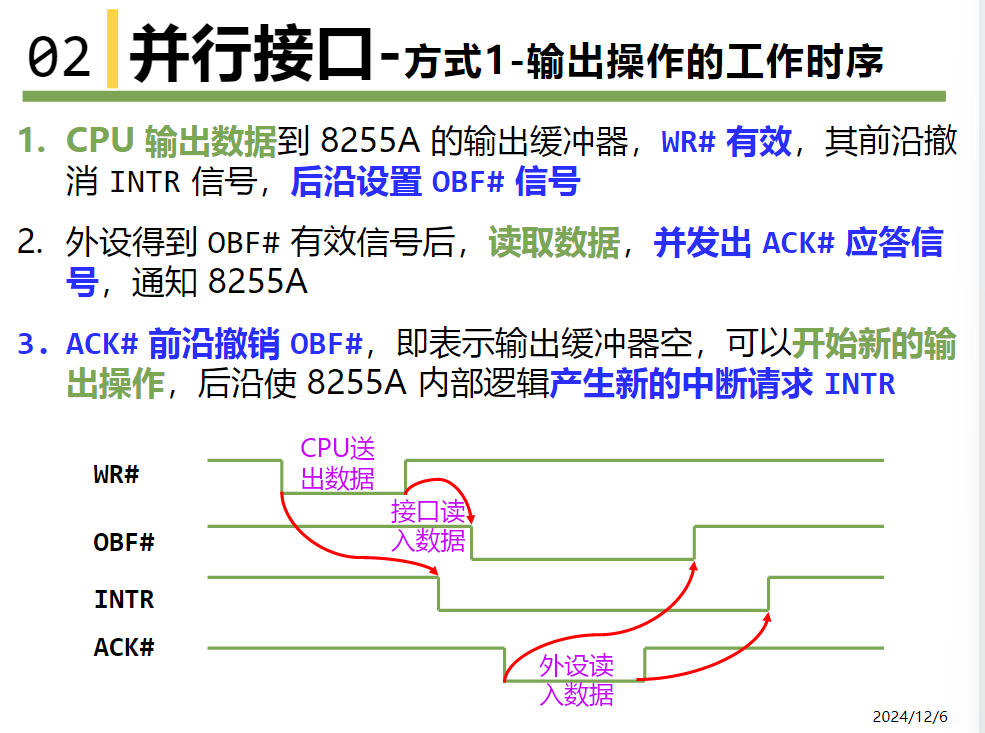 02 并行接口-方式1-输出操作的工作时序
1. CPU 输出数据到 8255A 的输出缓冲器，WR# 有效，其前沿撤
消 INTR 信号，后沿设置 OBF# 信号
2. 外设得到 OBF# 有效信号后，读取数据，并发出 ACK# 应答信
号，通知 8255A
3. ACK# 前沿撤销 OBF#，即表示输出缓冲器空，可以开始新的输
出操作，后沿使 8255A 内部逻辑产生新的中断请求 INTR
CPU送
出数据
WR#
接口读
入数据
OBF#
INTR
ACK#
外设读
入数据
2024/12/6